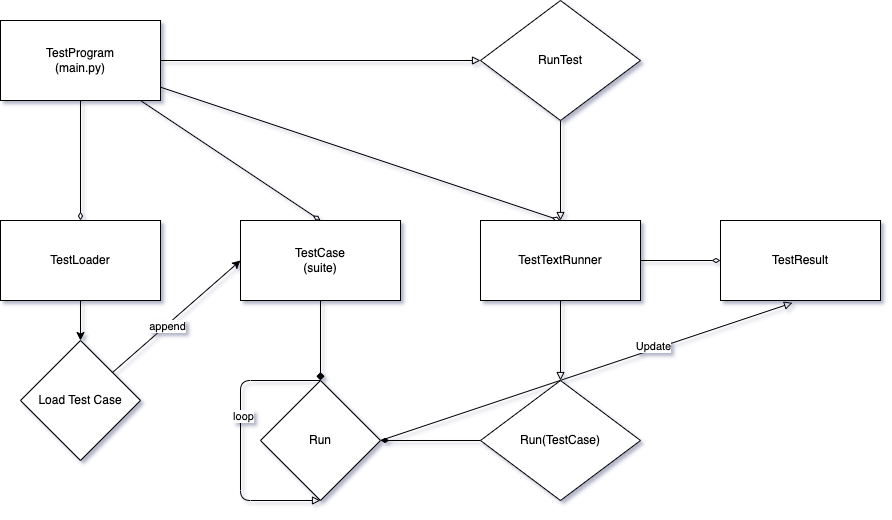 TestProgram
(main.py)
RunTest
TestLoader
TestCase
(suite)
TestTextRunner
TestResult
append
Update
Load Test Case
loop
Run
Run(TestCase)